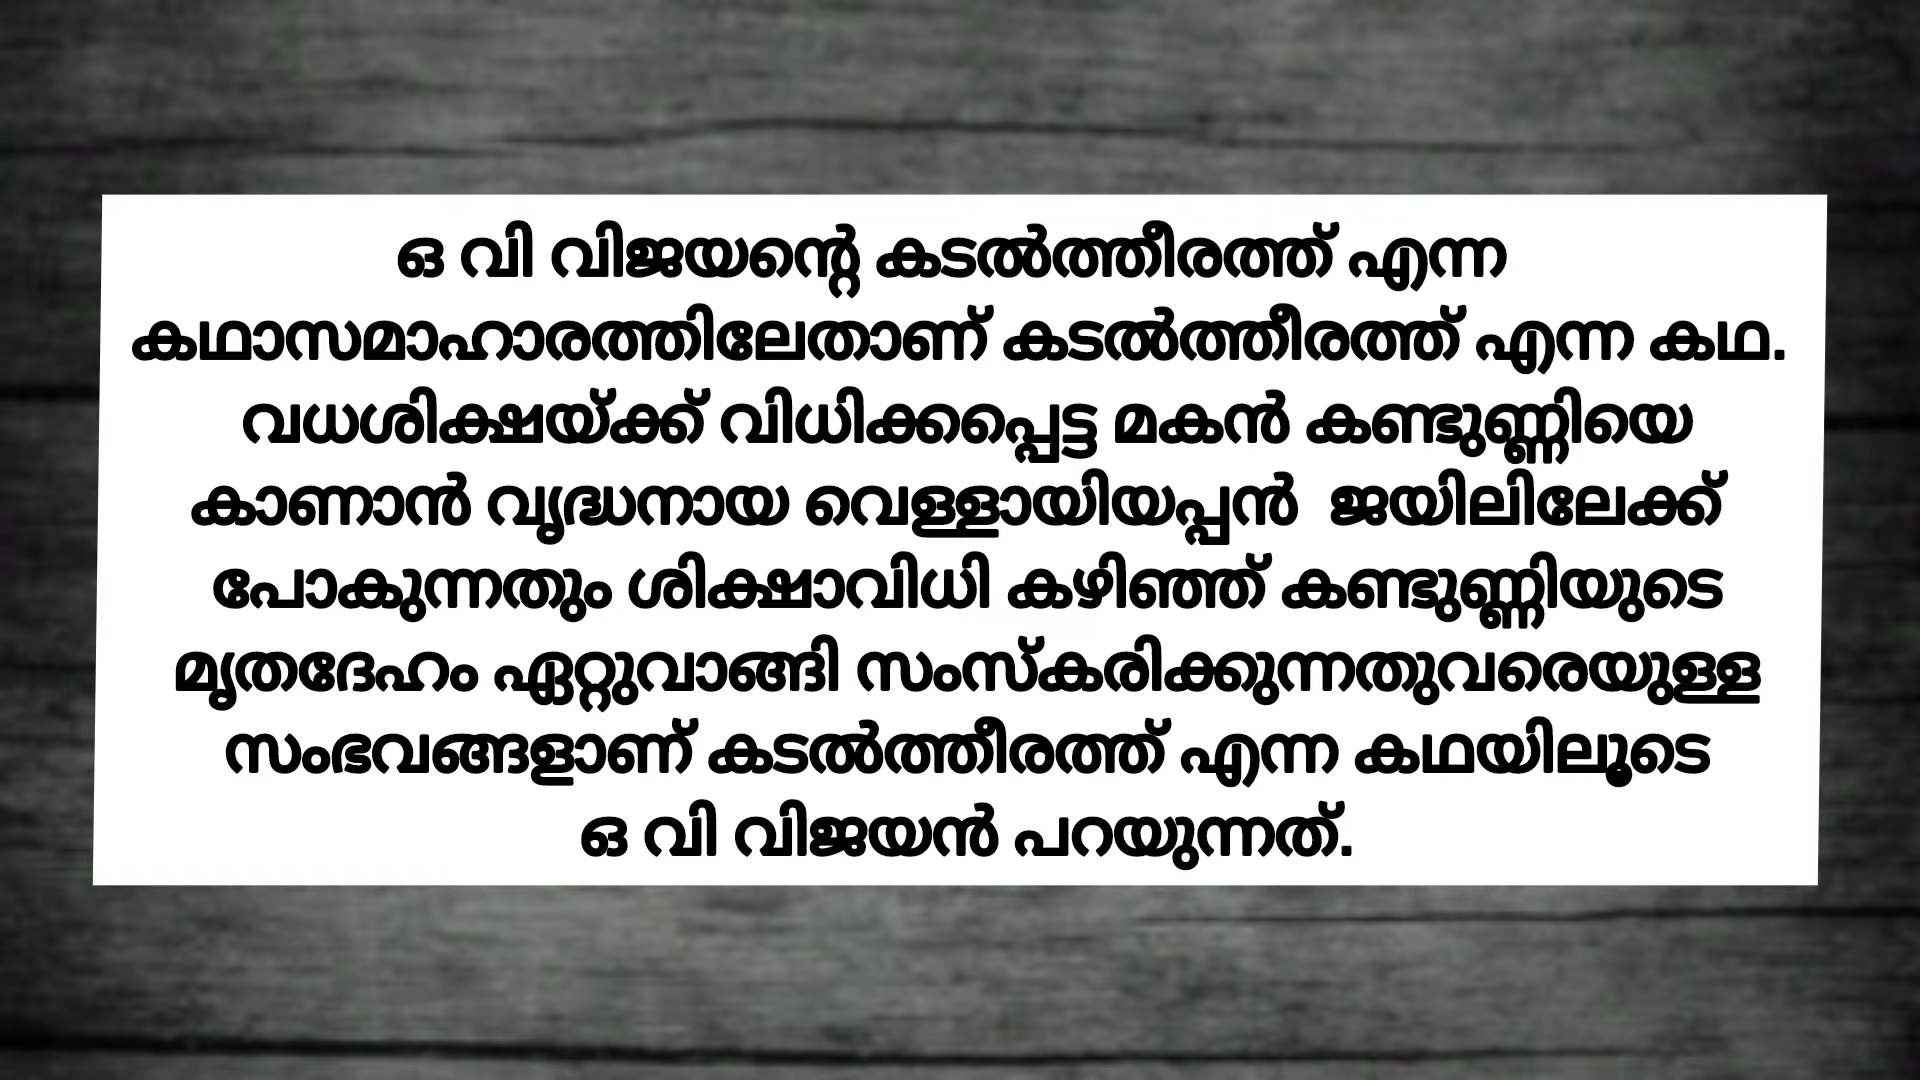 ഒ വി വിജയന്റെ കടൽത്തീരത്ത് എന്ന
കഥാസമാഹാരത്തിലേതാണ് കടൽത്തീരത്ത് എന്ന കഥ.
വധശിക്ഷയ്ക്ക് വിധിക്കപ്പെട്ട മകൻ കണ്ടുണ്ണിയെ
കാണാൻ വൃദ്ധനായ വെള്ളായിയപ്പൻ ജയിലിലേക്ക്
പോകുന്നതും ശിക്ഷാവിധി കഴിഞ്ഞ് കണ്ടുണ്ണിയുടെ
മൃതദേഹം ഏറ്റുവാങ്ങി സംസ്കരിക്കുന്നതുവരെയുള്ള
സംഭവങ്ങളാണ് കടൽത്തീരത്ത് എന്ന കഥയിലൂടെ
ഒ വി വിജയൻ പറയുന്നത്.